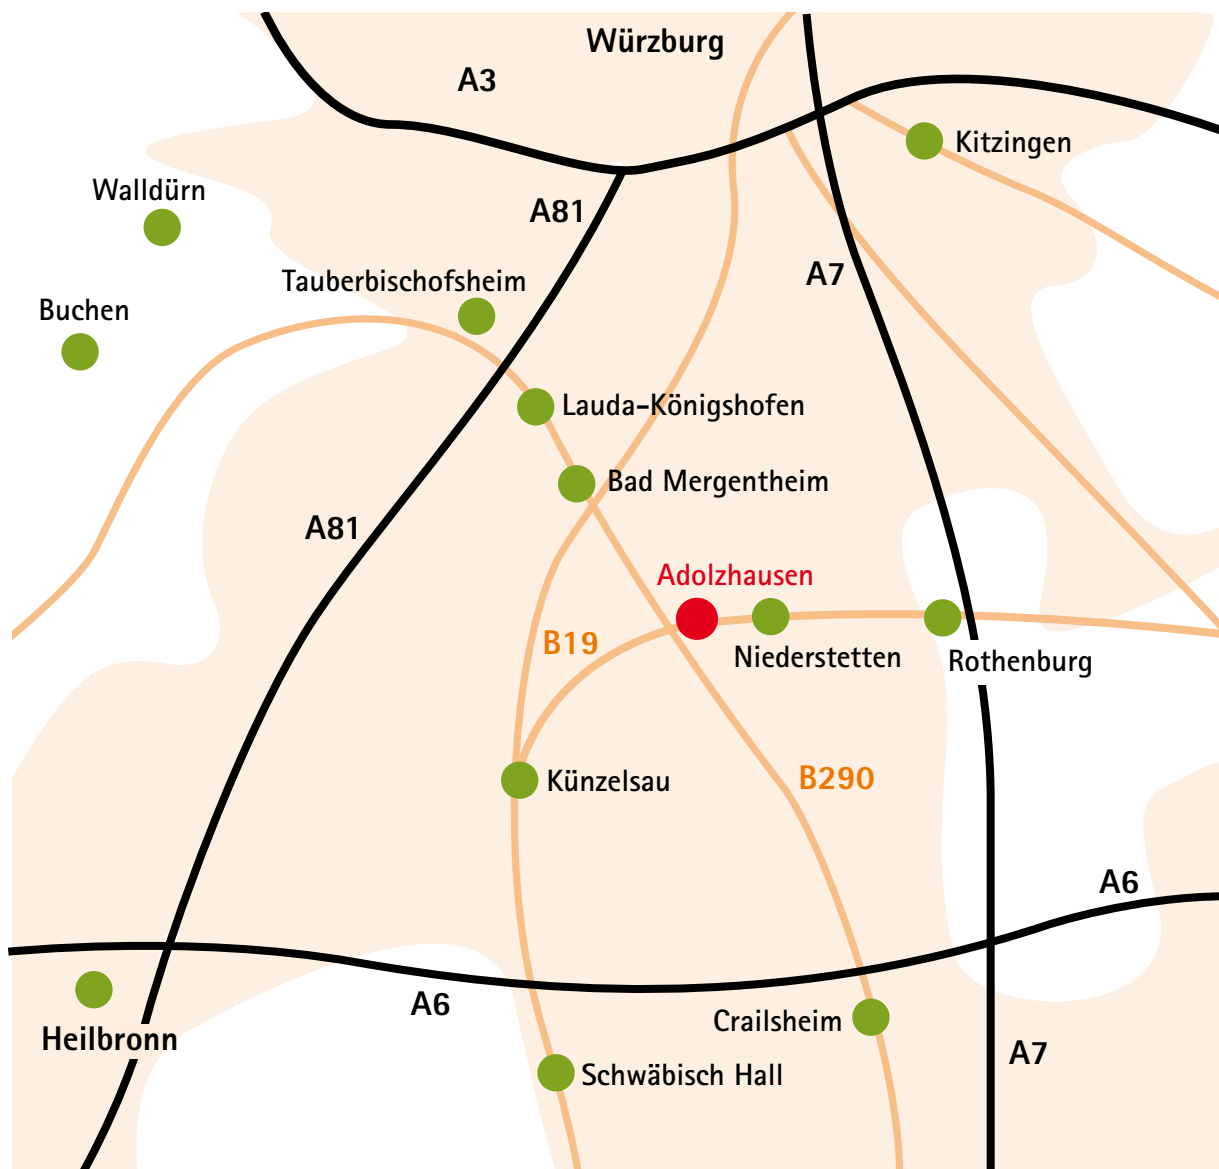 Würzburg
A3
Kitzingen
Walldürn
A81
A7
Tauberbischofsheim
Buchen
Lauda-Königshofen
Bad Mergentheim
A81
Adolzhausen
B19
Niederstetten
Rothenburg
Künzelsau
B290
A6
A6
Crailsheim
Heilbronn
A7
Schwäbisch Hall